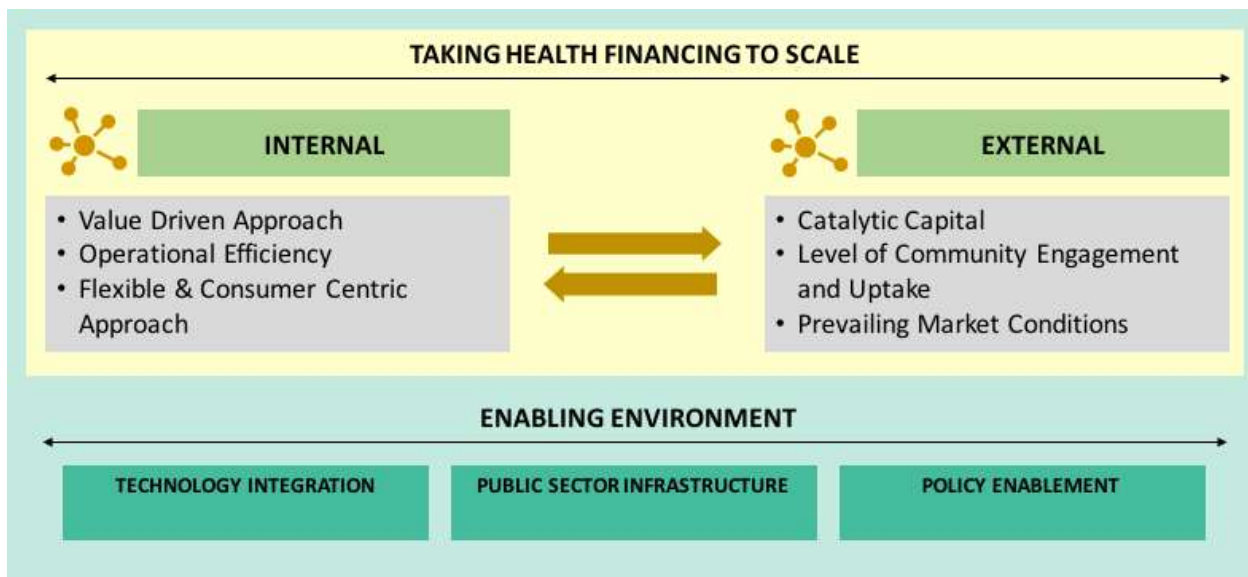 TAKING HEALTH FINANCING TO SCALE
INTERNAL
• Value Driven Approach
• Operational Efficiency
• Flexible & Consumer Centric
Approach
EXTERNAL
• Catalytic Capital
• Level of Community Engagement
and Uptake
• Prevailing Market Conditions
ENABLING ENVIRONMENT
TECHNOLOGY INTEGRATION
PUBLIC SECTOR INFRASTRUCTURE
POLICY ENABLEMENT